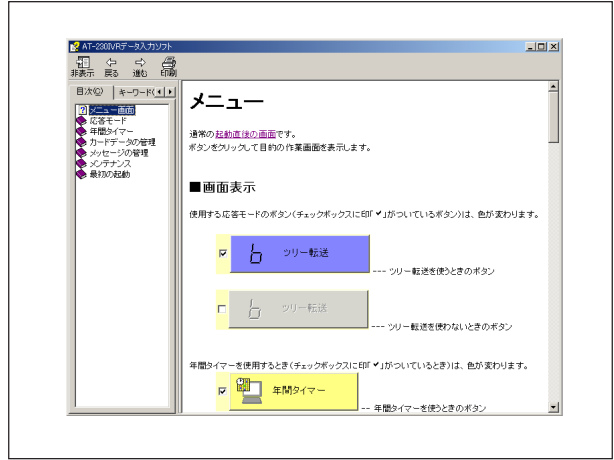 AT-230IVRデータ入力ソフト
非表示 戻る 進む 印刷
目次(C) キーワード(
メニュー画面
応答モード
年間タイマー
カードデータの管理
メッセージの管理
メンテナンス
最初の起動
メニュー
通常の起動直後の画面です。
ボタンをクリックして目的の作業画面を表示します。
■画面表示
使用する応答モードのボタン(チェックボックスに印「✔」がついているボタン)は、色が変わります。
ツリー転送
--- ツリー転送を使うときのボタン
ツリー転送
--- ツリー転送を使わないときのボタン
年間タイマーを使用するとき(チェックボックスに印「✔」がついているとき)は、色が変わります。
年間タイマー
-- 年間タイマーを使うときのボタン